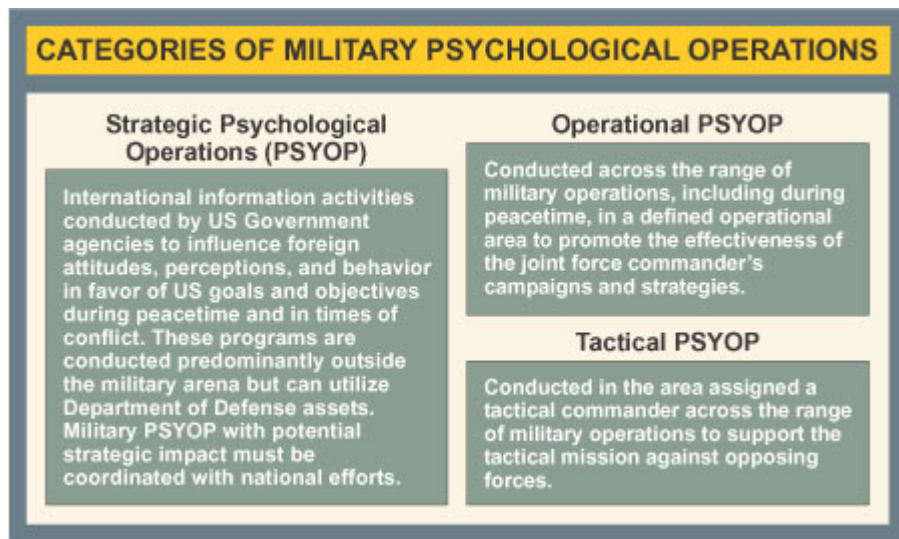 CATEGORIES OF MILITARY PSYCHOLOGICAL OPERATIONS
Strategic Psychological
Operations (PSYOP)
International information activities
conducted by US Government
agencies to influence foreign
attitudes, perceptions, and behavior
in favor of US goals and objectives
during peacetime and in times of
conflict. These programs are
conducted predominantly outside
the military arena but can utilize
Department of Defense assets.
Military PSYOP with potential
strategic impact must be
coordinated with national efforts.
Operational PSYOP
Conducted across the range of
military operations, including during
peacetime, in a defined operational
area to promote the effectiveness of
the joint force commander's
campaigns and strategies.
Tactical PSYOP
Conducted in the area assigned a
tactical commander across the range
of military operations to support the
tactical mission against opposing
forces.